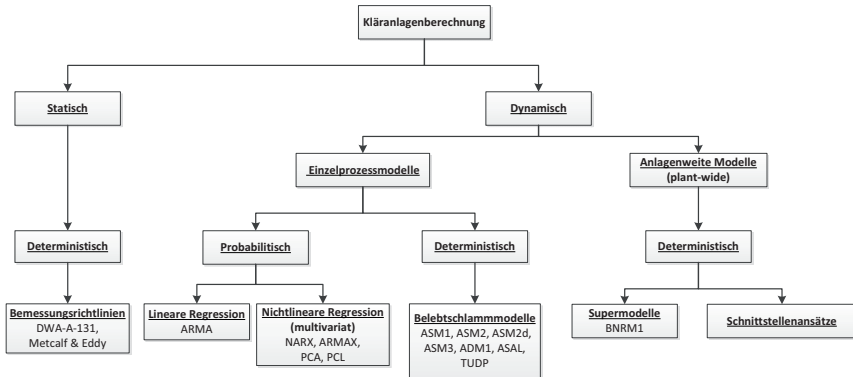 Kläranlagenberechnung
Statisch
Dynamisch
Einzelprozessmodelle
Anlagenweite Modelle
(plant-wide)
Deterministisch
Probabilitisch
Deterministisch
Deterministisch
Bemessungsrichtlinien
DWA-A-131,
Metcalf & Eddy
Lineare Regression
ARMA
Nichtlineare Regression
(multivariat)
NARX, ARMAX,
PCA, PCL
Belebtschlammmodelle
ASM1, ASM2, ASM2d,
ASM3, ADM1, ASAL,
TUDP
Supermodelle
BNRM1
Schnittstellenansätze